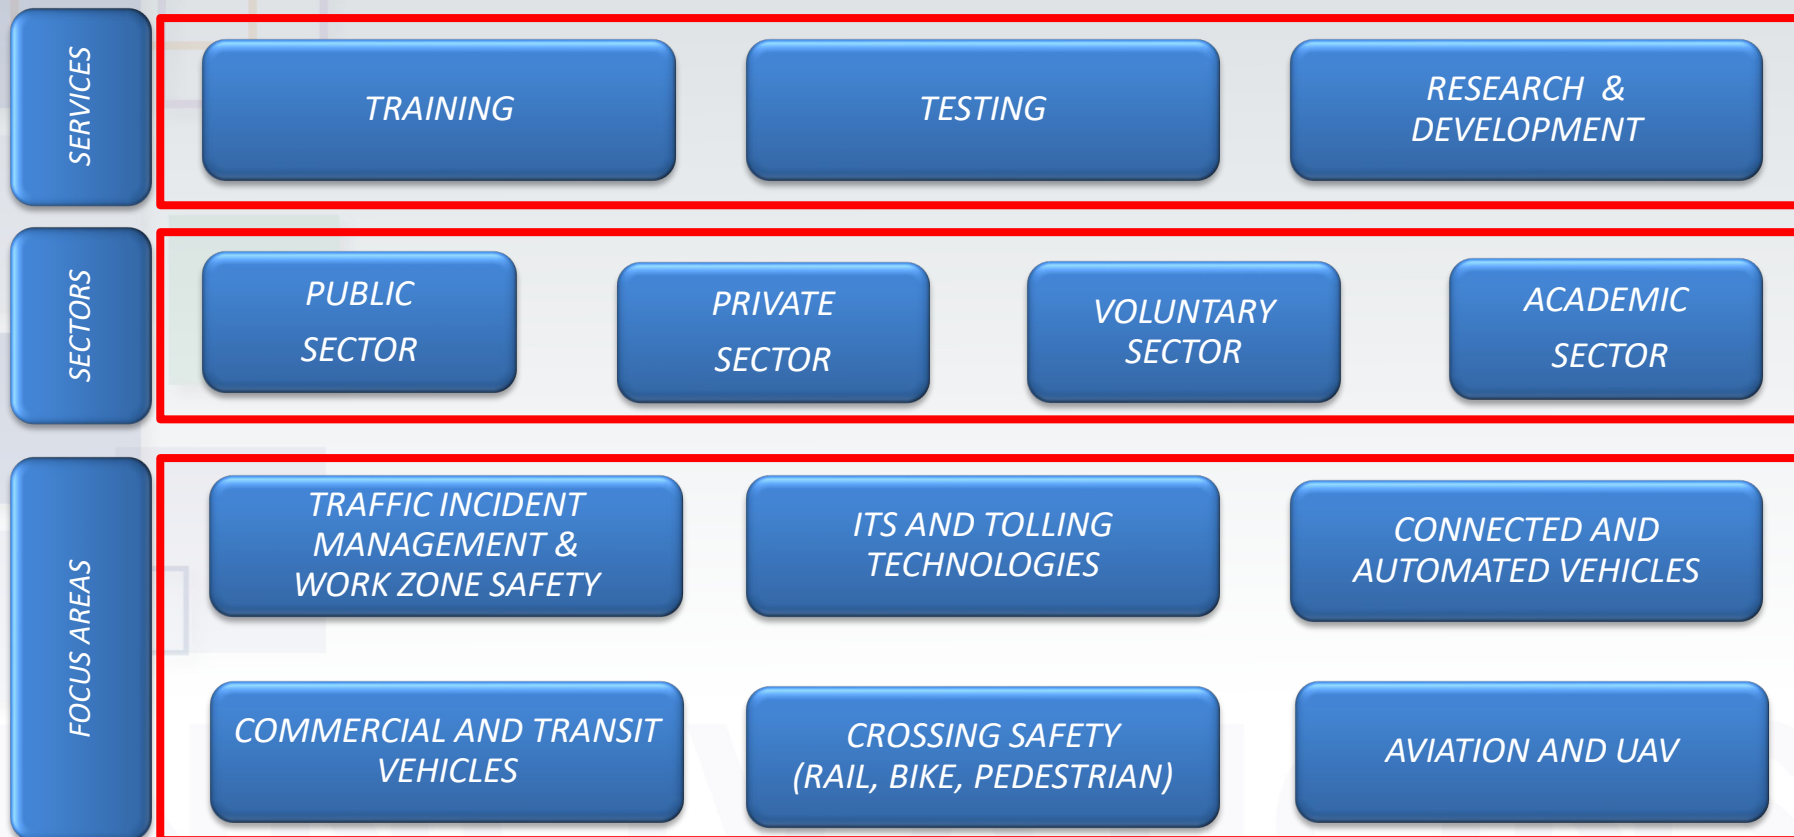 SERVICES
TRAINING
TESTING
RESEARCH &
DEVELOPMENT
SECTORS
PUBLIC
SECTOR
PRIVATE
SECTOR
VOLUNTARY
SECTOR
ACADEMIC
SECTOR
FOCUS AREAS
TRAFFIC INCIDENT
MANAGEMENT &
WORK ZONE SAFETY
ITS AND TOLLING
TECHNOLOGIES
CONNECTED AND
AUTOMATED VEHICLES
COMMERCIAL AND TRANSIT
VEHICLES
CROSSING SAFETY
(RAIL, BIKE, PEDESTRIAN)
AVIATION AND UAV